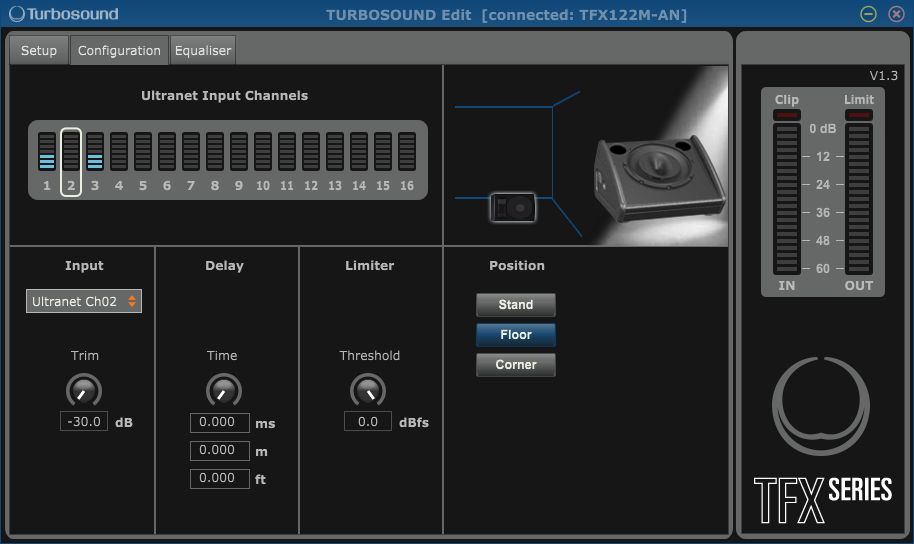 Turbosound
TURBOSOUND Edit [connected: TFX122M-AN]
Setup
Configuration
Equaliser
Ultranet Input Channels
1 2 3 4 5 6 7 8 9 10 11 12 13 14 15 16
Input
Ultranet Ch02
Trim
-30.0 dB
Delay
Time
0.000 ms
0.000 m
0.000 ft
Limiter
Threshold
0.0 dBfs
Position
Stand
Floor
Corner
V1.3
Clip Limit
0 dB
12
24
36
48
60
IN OUT
TFX SERIES